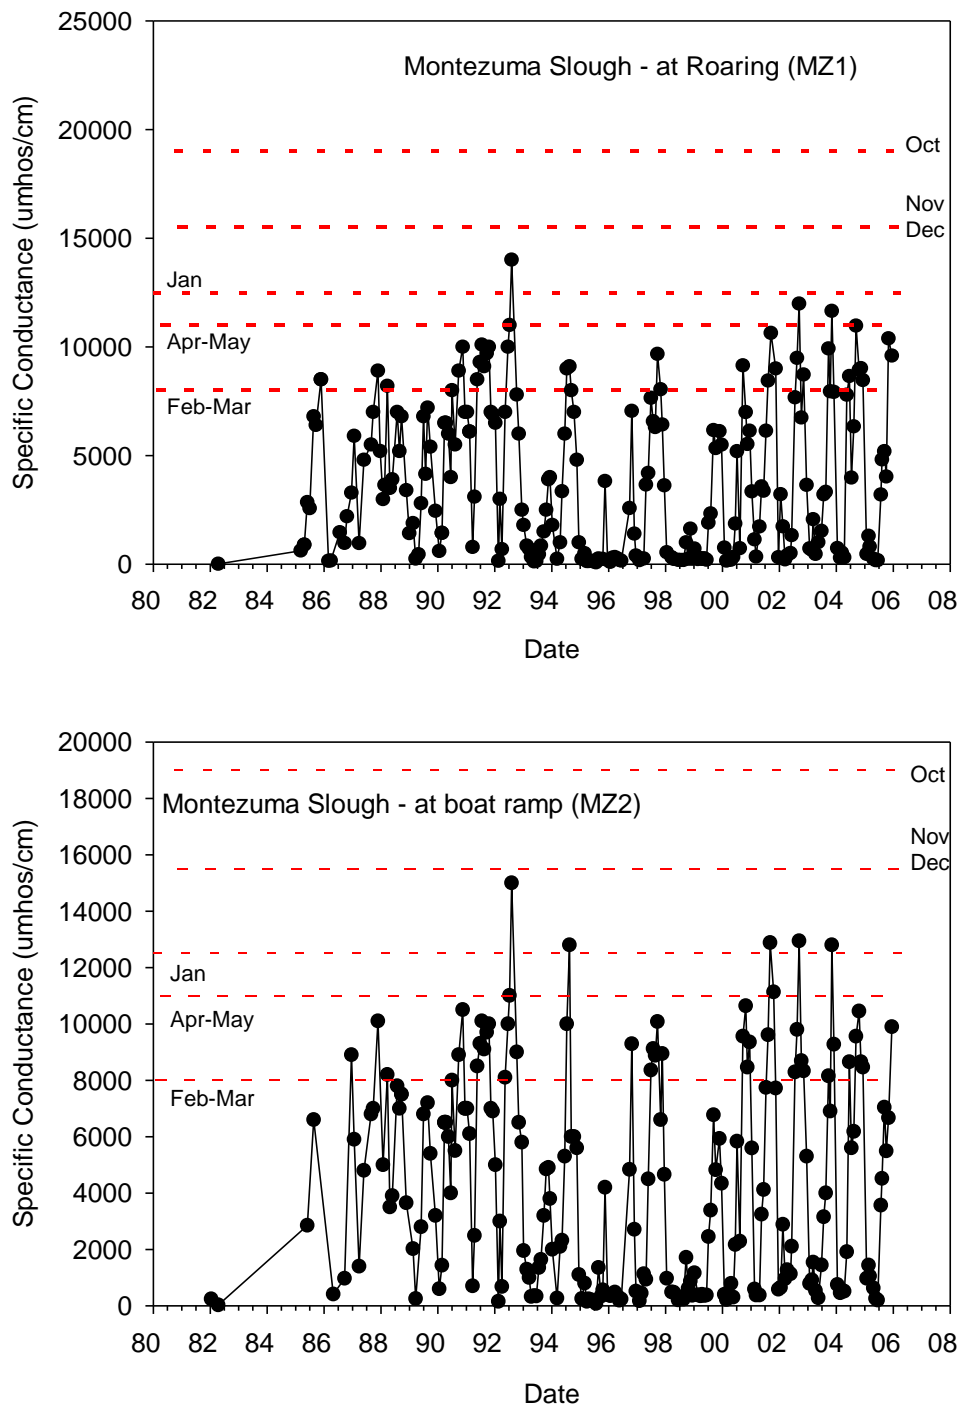 25000
Montezuma Slough - at Roaring (MZ1)
20000
Oct
Nov
Dec
15000
Jan
Apr-May
10000
Feb-Mar
5000
0
Specific Conductance (umhos/cm)
80 82 84 86 88 90 92 94 96 98 00 02 04 06 08
Date
20000
18000
Oct
Montezuma Slough - at boat ramp (MZ2)
16000
Nov
Dec
14000
12000
Jan
Apr-May
10000
8000
Feb-Mar
6000
4000
2000
0
Specific Conductance (umhos/cm)
80 82 84 86 88 90 92 94 96 98 00 02 04 06 08
Date